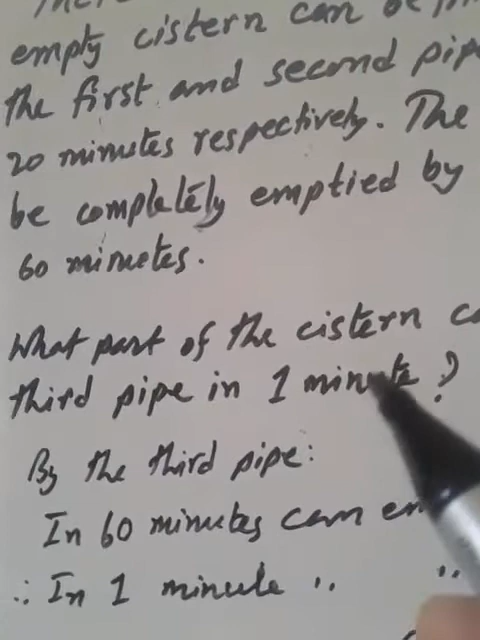 empty cistern can be
the first and second pip
20 minutes respectively. The
be completely emptied by
60 minutes.
What part of the cistern c
third pipe in 1 minute?
By the third pipe:
In 60 minutes can em
∴ In 1 minute " "